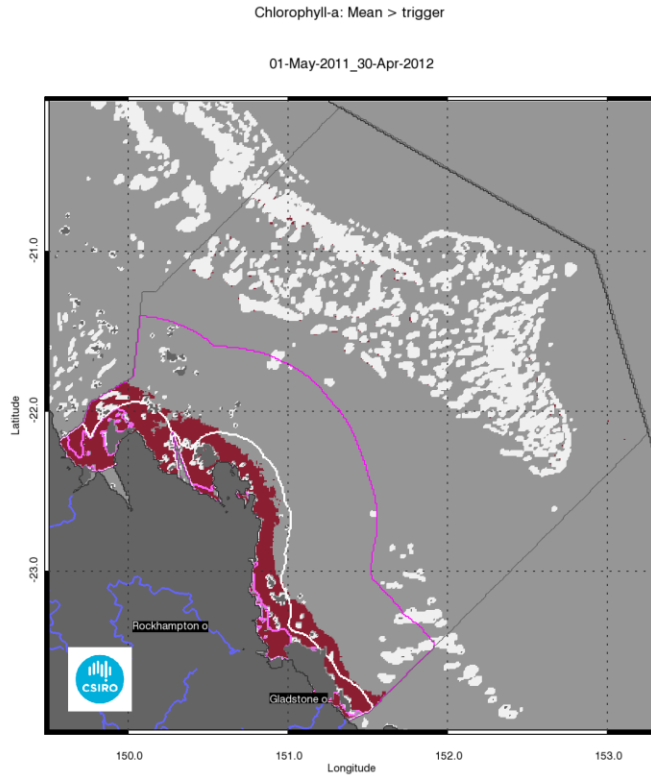 Chlorophyll-a: Mean > trigger
01-May-2011_30-Apr-2012
-21.0
-22.0
-23.0
Latitude
Rockhampton o
Gladstone o
CSIRO
150.0 151.0 152.0 153.0
Longitude